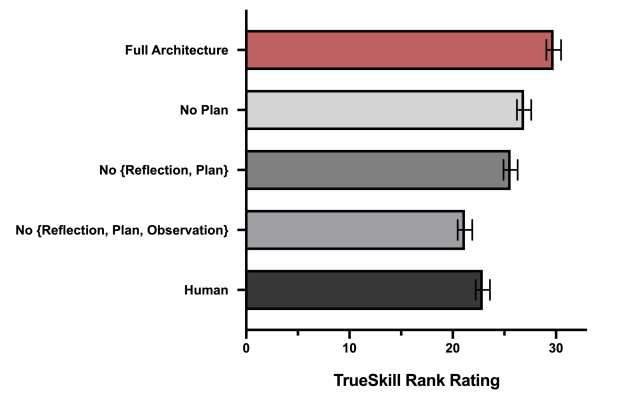 Full Architecture
No Plan
No {Reflection, Plan}
No {Reflection, Plan, Observation}
Human
0 10 20 30
TrueSkill Rank Rating